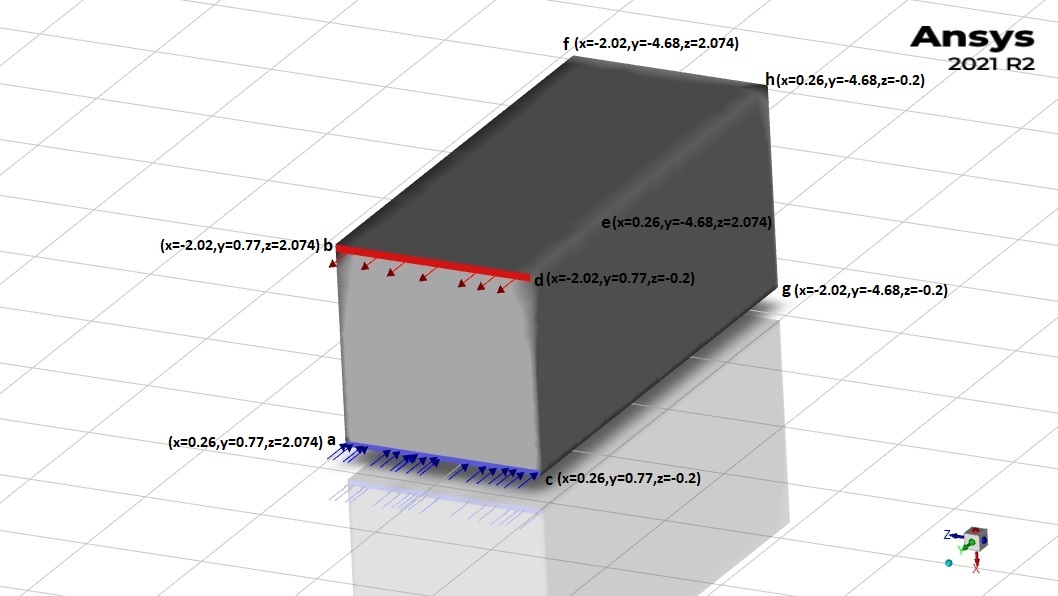 f (x=-2.02,y=-4.68,z=2.074)
Ansys
2021 R2
h(x=0.26,y=-4.68,z=-0.2)
e(x=0.26,y=-4.68,z=2.074)
(x=-2.02,y=0.77,z=2.074) b
d(x=-2.02,y=0.77,z=-0.2)
g (x=-2.02,y=-4.68,z=-0.2)
(x=0.26,y=0.77,z=2.074) a
c (x=0.26,y=0.77,z=-0.2)
Z
Y
X